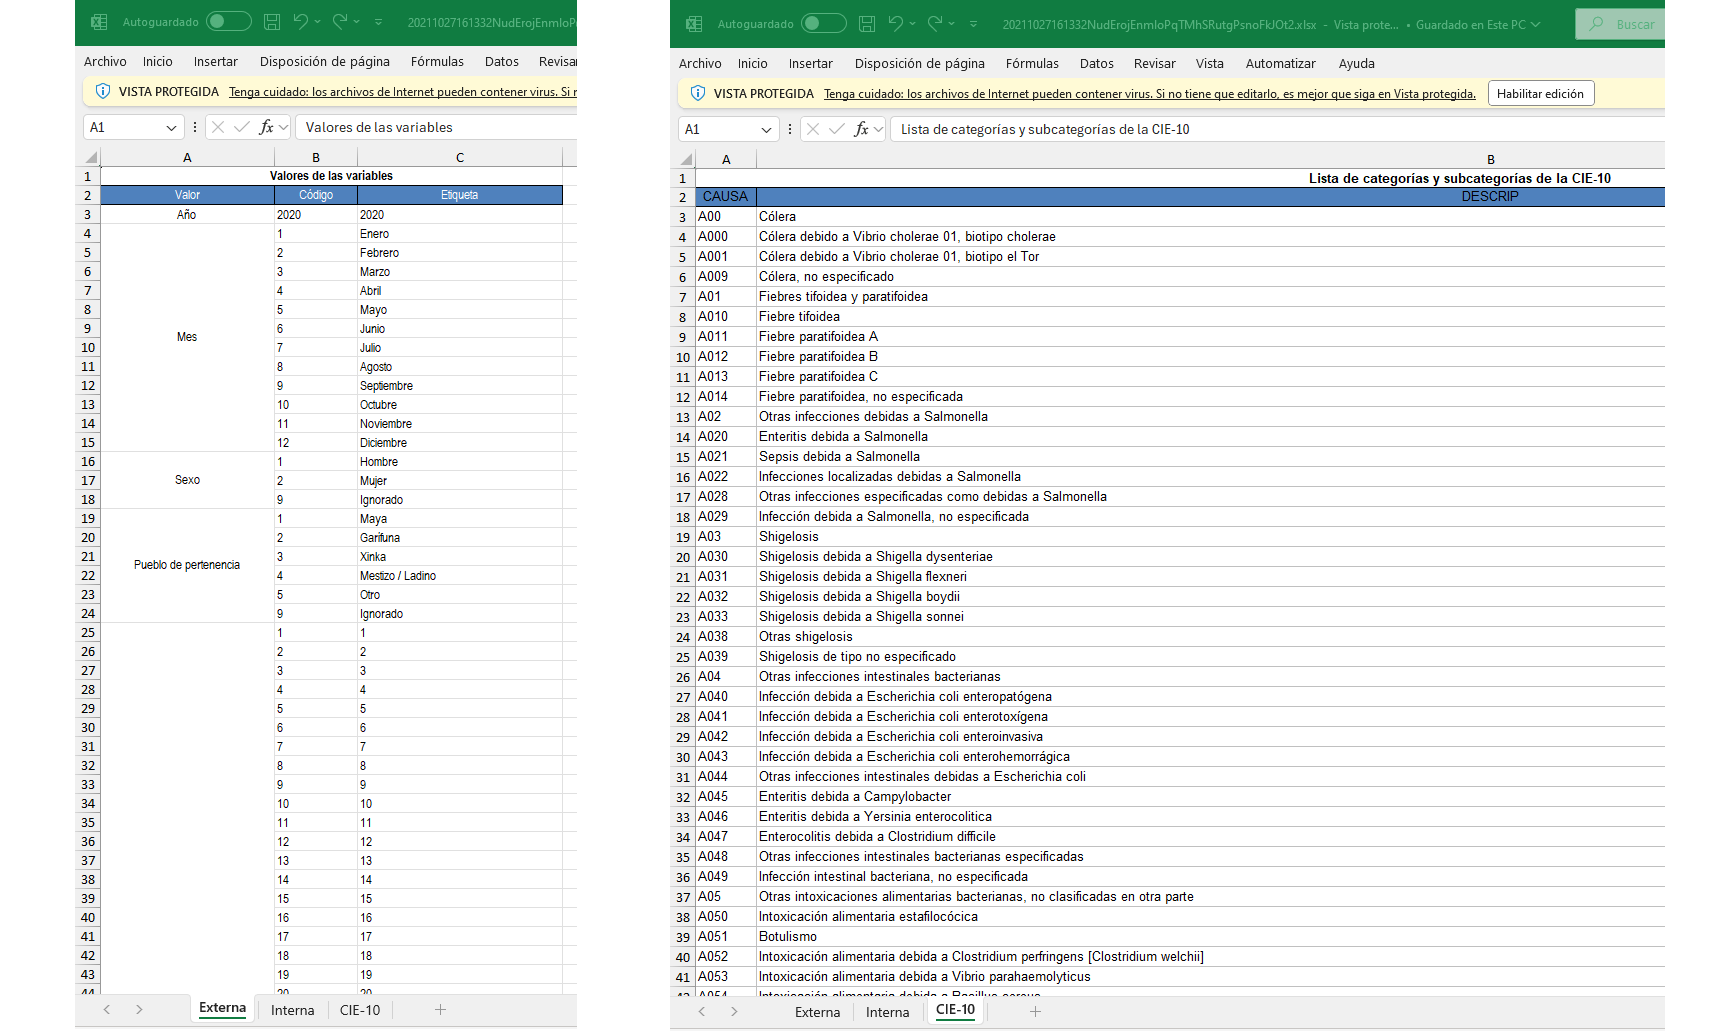 Autoguardado 20211027161332NudErojEnmIoP
Archivo Inicio Insertar Disposición de página Fórmulas Datos Revisar
VISTA PROTEGIDA Tenga cuidado: los archivos de Internet pueden contener virus. Si
A1 fx Valores de las variables
A B C
1 Valores de las variables
2 Valor Código Etiqueta
3 Año 2020 2020
4 1 Enero
5 2 Febrero
6 3 Marzo
7 4 Abril
8 5 Mayo
9 6 Junio
Mes
10 7 Julio
11 8 Agosto
12 9 Septiembre
13 10 Octubre
14 11 Noviembre
15 12 Diciembre
16 1 Hombre
17 Sexo 2 Mujer
18 9 Ignorado
19 1 Maya
20 2 Garífuna
21 3 Xinka
Pueblo de pertenencia
22 4 Mestizo / Ladino
23 5 Otro
24 9 Ignorado
25 1 1
26 2 2
27 3 3
28 4 4
29 5 5
30 6 6
31 7 7
32 8 8
33 9 9
34 10 10
35 11 11
36 12 12
37 13 13
38 14 14
39 15 15
40 16 16
41 17 17
42 18 18
43 19 19
44 20 20
Externa Interna CIE-10
Autoguardado 20211027161332NudErojEnmIoPqTMhSRutgPsnoFkJOt2.xlsx - Vista prote... • Guardado en Este PC Buscar
Archivo Inicio Insertar Disposición de página Fórmulas Datos Revisar Vista Automatizar Ayuda
VISTA PROTEGIDA Tenga cuidado: los archivos de Internet pueden contener virus. Si no tiene que editarlo, es mejor que siga en Vista protegida. Habilitar edición
A1 fx Lista de categorías y subcategorías de la CIE-10
A B
1 Lista de categorías y subcategorías de la CIE-10
2 CAUSA DESCRIP
3 A00 Cólera
4 A000 Cólera debido a Vibrio cholerae 01, biotipo cholerae
5 A001 Cólera debido a Vibrio cholerae 01, biotipo el Tor
6 A009 Cólera, no especificado
7 A01 Fiebres tifoidea y paratifoidea
8 A010 Fiebre tifoidea
9 A011 Fiebre paratifoidea A
10 A012 Fiebre paratifoidea B
11 A013 Fiebre paratifoidea C
12 A014 Fiebre paratifoidea, no especificada
13 A02 Otras infecciones debidas a Salmonella
14 A020 Enteritis debida a Salmonella
15 A021 Sepsis debida a Salmonella
16 A022 Infecciones localizadas debidas a Salmonella
17 A028 Otras infecciones especificadas como debidas a Salmonella
18 A029 Infección debida a Salmonella, no especificada
19 A03 Shigelosis
20 A030 Shigelosis debida a Shigella dysenteriae
21 A031 Shigelosis debida a Shigella flexneri
22 A032 Shigelosis debida a Shigella boydii
23 A033 Shigelosis debida a Shigella sonnei
24 A038 Otras shigelosis
25 A039 Shigelosis de tipo no especificado
26 A04 Otras infecciones intestinales bacterianas
27 A040 Infección debida a Escherichia coli enteropatógena
28 A041 Infección debida a Escherichia coli enterotoxígena
29 A042 Infección debida a Escherichia coli enteroinvasiva
30 A043 Infección debida a Escherichia coli enterohemorrágica
31 A044 Otras infecciones intestinales debidas a Escherichia coli
32 A045 Enteritis debida a Campylobacter
33 A046 Enteritis debida a Yersinia enterocolitica
34 A047 Enterocolitis debida a Clostridium difficile
35 A048 Otras infecciones intestinales bacterianas especificadas
36 A049 Infección intestinal bacteriana, no especificada
37 A05 Otras intoxicaciones alimentarias bacterianas, no clasificadas en otra parte
38 A050 Intoxicación alimentaria estafilocócica
39 A051 Botulismo
40 A052 Intoxicación alimentaria debida a Clostridium perfringens [Clostridium welchii]
41 A053 Intoxicación alimentaria debida a Vibrio parahaemolyticus
42 A054 Intoxicación alimentaria debida a Bacillus cereus
Externa Interna CIE-10